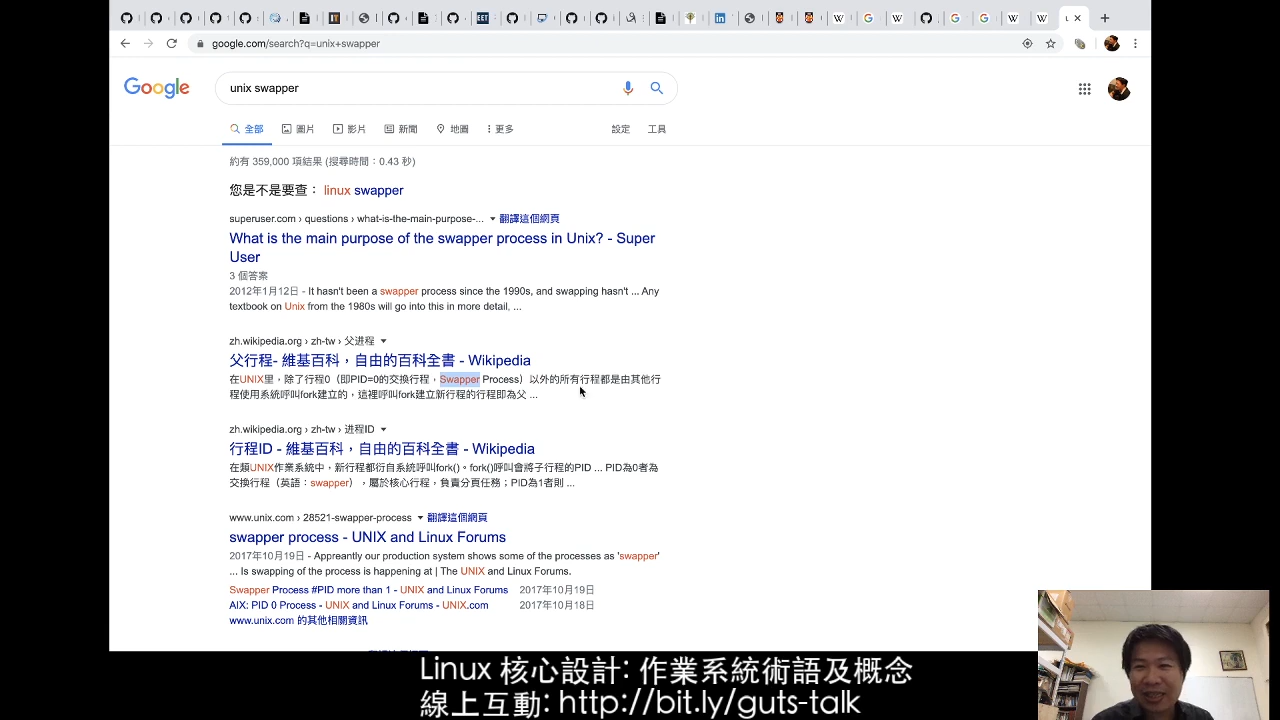 google.com/search?q=unix+swapper
Google
unix swapper
全部 圖片 影片 新聞 地圖 更多 設定 工具
約有 359,000 項結果 (搜尋時間：0.43 秒)
您是不是要查： linux swapper
superuser.com › questions › what-is-the-main-purpose-... 翻譯這個網頁
What is the main purpose of the swapper process in Unix? - Super
User
3 個答案
2012年1月12日 - It hasn't been a swapper process since the 1990s, and swapping hasn't ... Any
textbook on Unix from the 1980s will go into this in more detail, ...
zh.wikipedia.org › zh-tw › 父进程
父行程- 維基百科，自由的百科全書 - Wikipedia
在UNIX里，除了行程0（即PID=0的交換行程，Swapper Process）以外的所有行程都是由其他行
程使用系統呼叫fork建立的，這裡呼叫fork建立新行程的行程即為父 ...
zh.wikipedia.org › zh-tw › 进程ID
行程ID - 維基百科，自由的百科全書 - Wikipedia
在類UNIX作業系統中，新行程都衍自系統呼叫fork()。fork()呼叫會將子行程的PID ... PID為0者為
交換行程（英語：swapper），屬於核心行程，負責分頁任務；PID為1者則 ...
www.unix.com › 28521-swapper-process 翻譯這個網頁
swapper process - UNIX and Linux Forums
2017年10月19日 - Appreantly our production system shows some of the processes as 'swapper'
... Is swapping of the process is happening at | The UNIX and Linux Forums.
Swapper Process #PID more than 1 - UNIX and Linux Forums 2017年10月19日
AIX: PID 0 Process - UNIX and Linux Forums - UNIX.com 2017年10月18日
www.unix.com 的其他相關資訊
Linux 核心設計: 作業系統術語及概念
線上互動: http://bit.ly/guts-talk